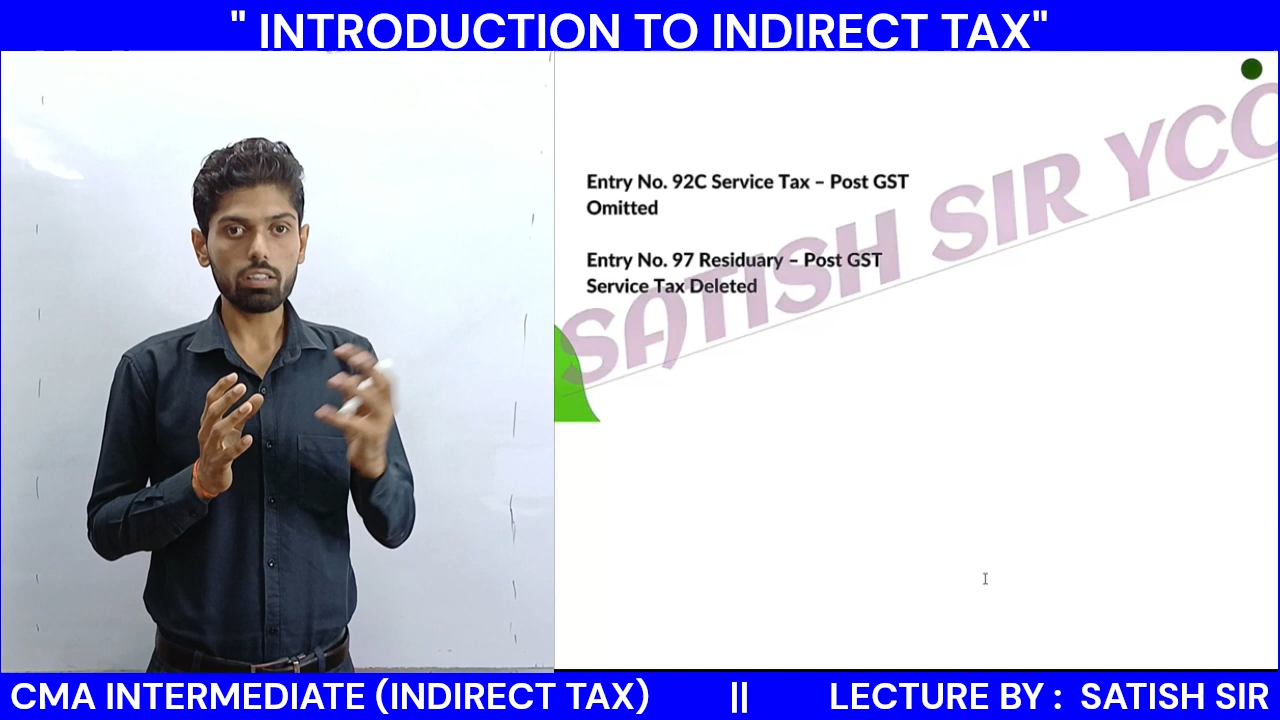 " INTRODUCTION TO INDIRECT TAX"
Entry No. 92C Service Tax – Post GST
Omitted
Entry No. 97 Residuary – Post GST
Service Tax Deleted
SATISH SIR YCC
CMA INTERMEDIATE (INDIRECT TAX) || LECTURE BY : SATISH SIR